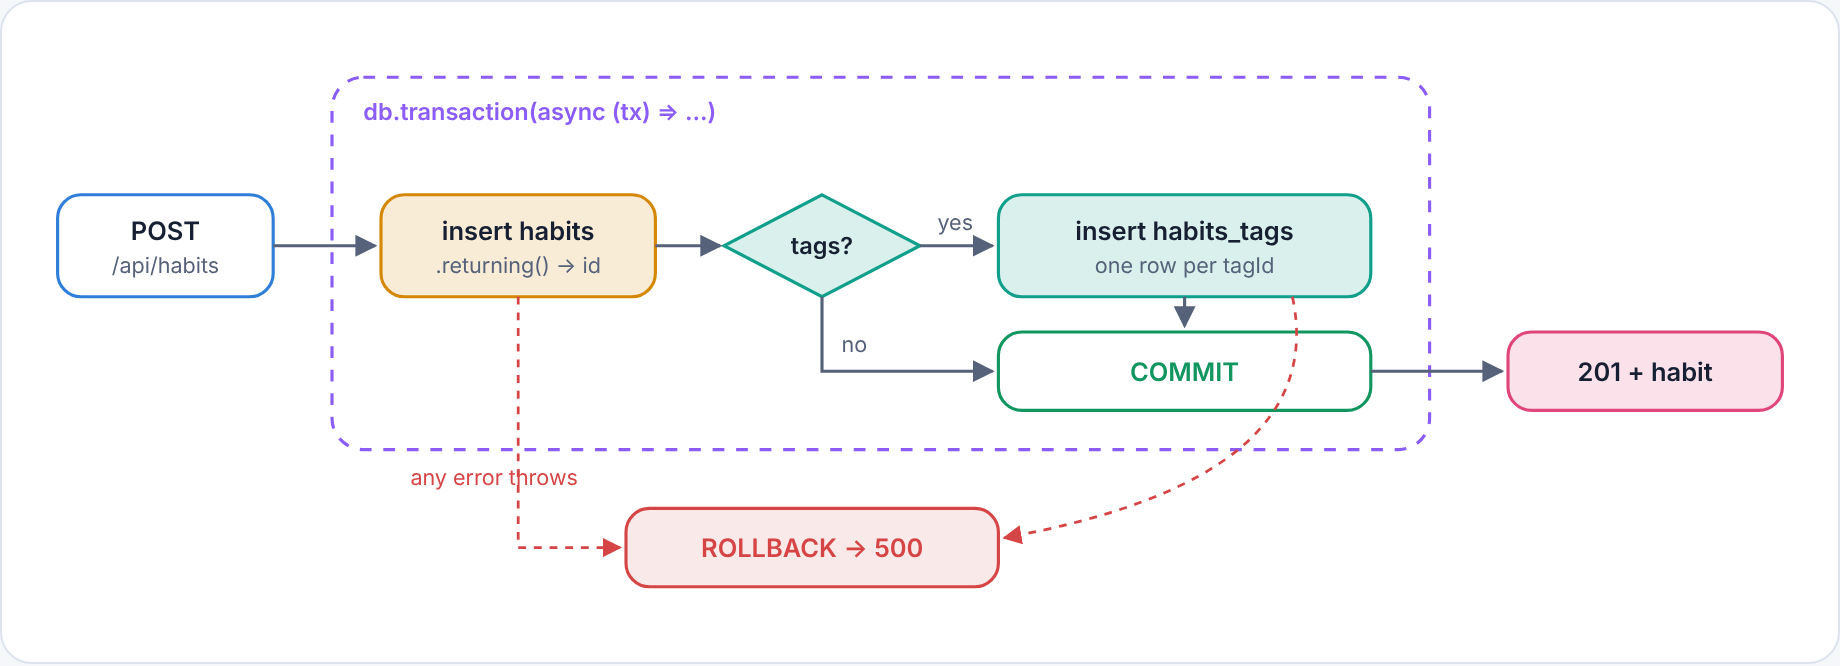 db.transaction(async (tx) ⇒ ...)
POST
/api/habits
insert habits
.returning() → id
tags?
yes
insert habits_tags
one row per tagId
no
COMMIT
201 + habit
any error throws
ROLLBACK → 500